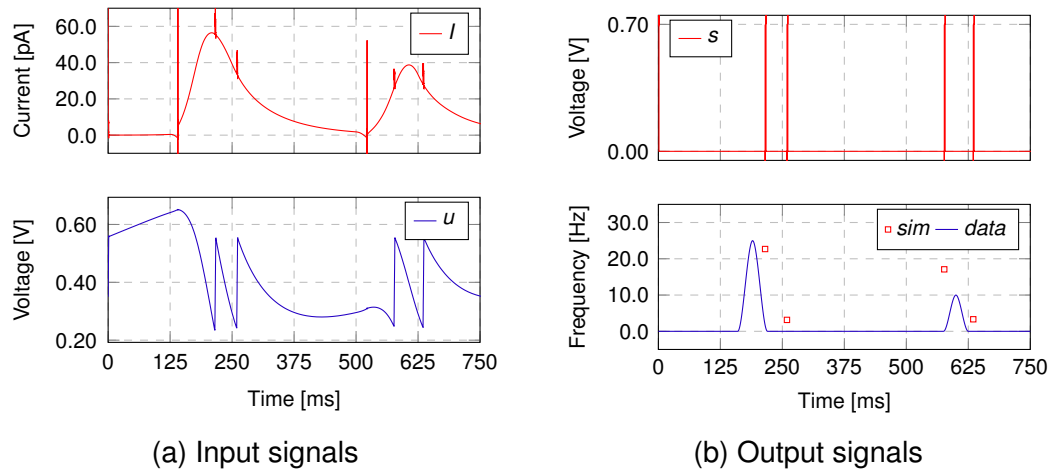 Current [pA]
60.0
40.0
20.0
0.0
I
Voltage [V]
0.60
0.40
0.20
u
0 125 250 375 500 625 750
Time [ms]
(a) Input signals
Voltage [V]
0.70
0.00
s
Frequency [Hz]
30.0
20.0
10.0
0.0
sim data
0 125 250 375 500 625 750
Time [ms]
(b) Output signals